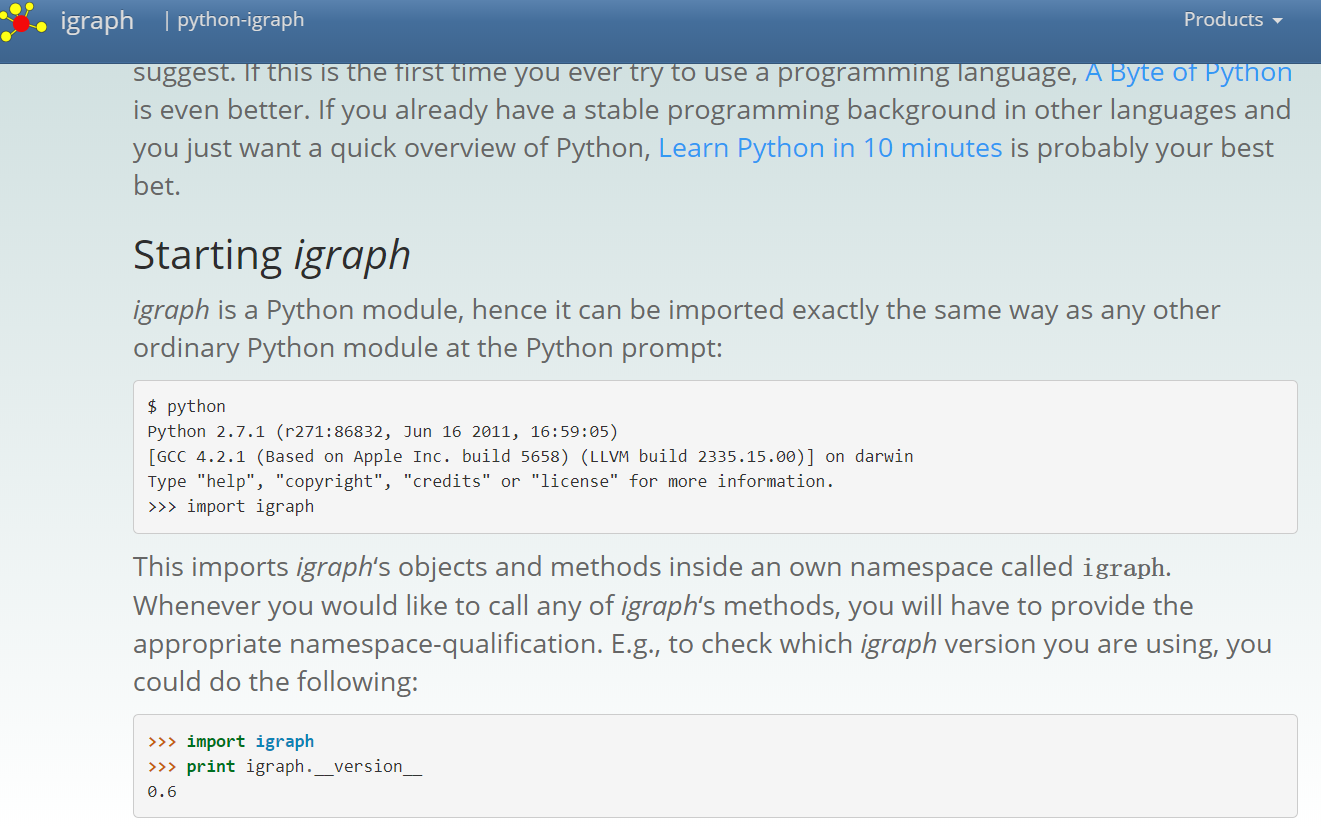 igraph | python-igraph Products
suggest. If this is the first time you ever try to use a programming language, A Byte of Python
is even better. If you already have a stable programming background in other languages and
you just want a quick overview of Python, Learn Python in 10 minutes is probably your best
bet.
Starting igraph
igraph is a Python module, hence it can be imported exactly the same way as any other
ordinary Python module at the Python prompt:
$ python
Python 2.7.1 (r271:86832, Jun 16 2011, 16:59:05)
[GCC 4.2.1 (Based on Apple Inc. build 5658) (LLVM build 2335.15.00)] on darwin
Type "help", "copyright", "credits" or "license" for more information.
>>> import igraph
This imports igraph‘s objects and methods inside an own namespace called igraph.
Whenever you would like to call any of igraph‘s methods, you will have to provide the
appropriate namespace-qualification. E.g., to check which igraph version you are using, you
could do the following:
>>> import igraph
>>> print igraph.__version__
0.6